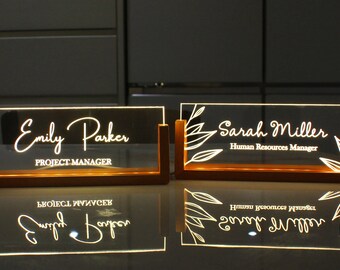 Emily Parker
PROJECT MANAGER
Sarah Miller
Human Resources Manager